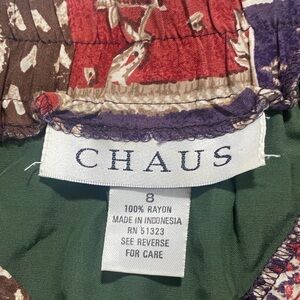 CHAUS
8
100% RAYON
MADE IN INDONESIA
RN 51323
SEE REVERSE
FOR CARE